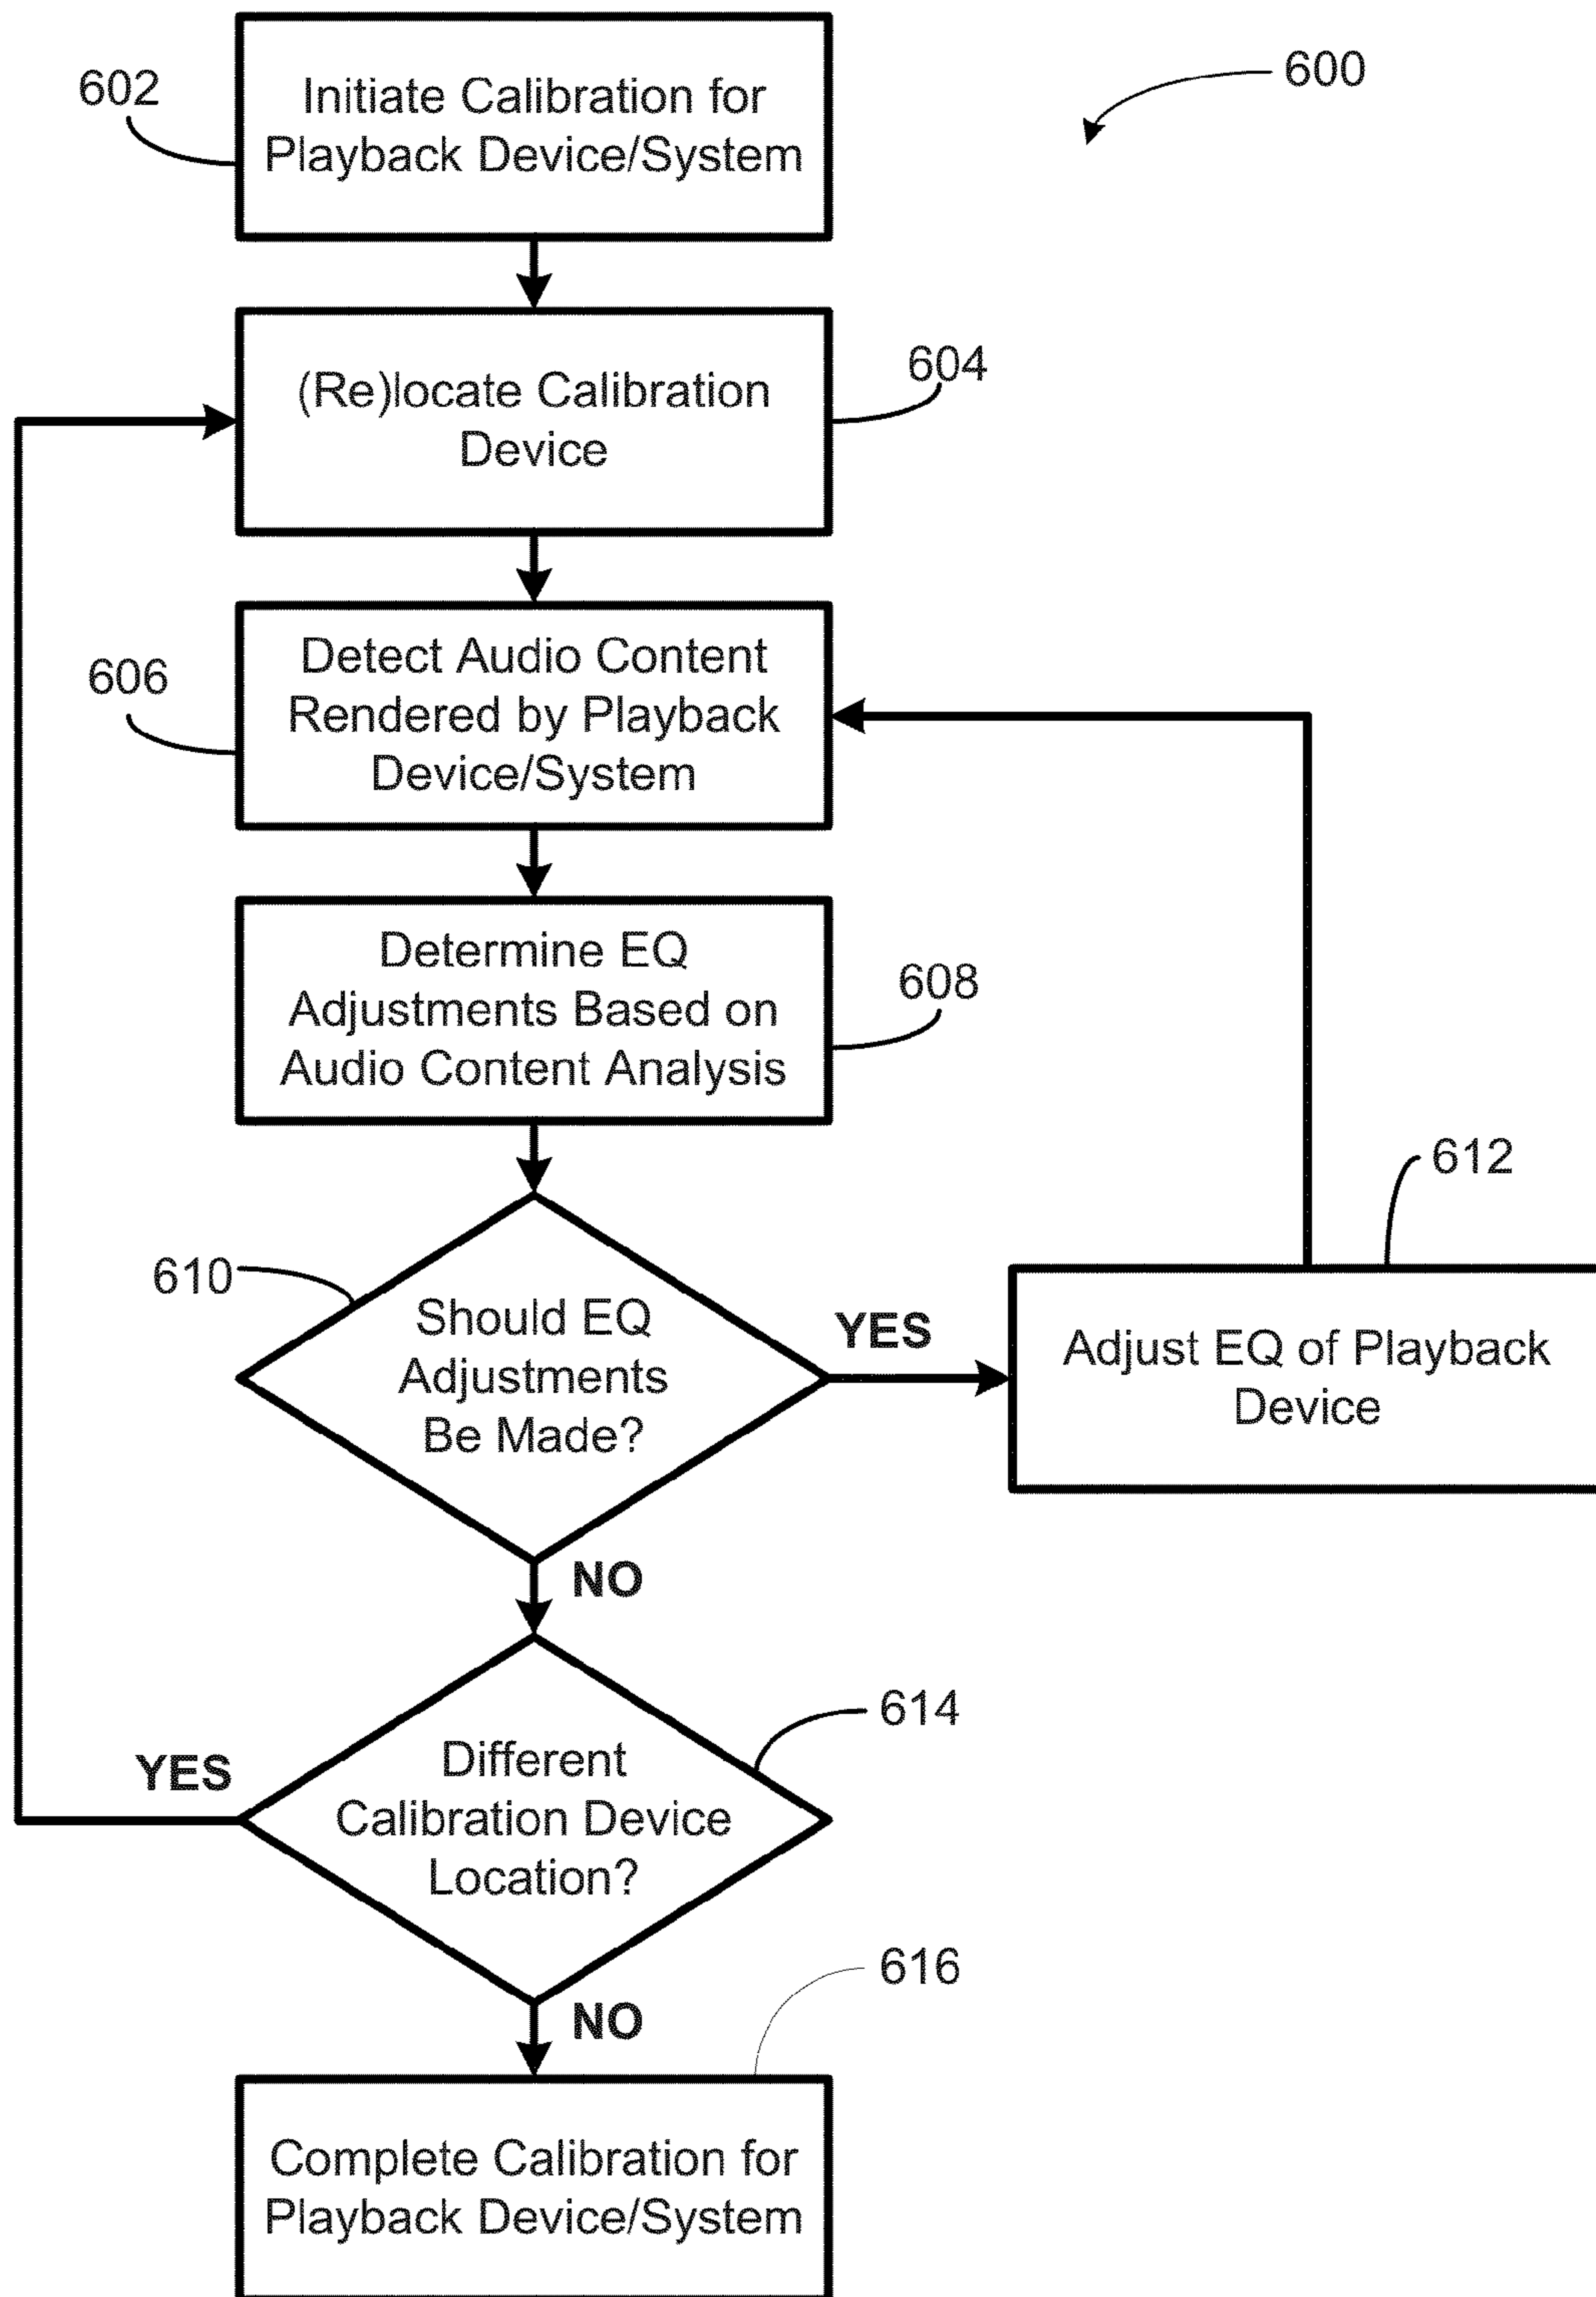 600
602
Initiate Calibration for
Playback Device/System
604
(Re)locate Calibration
Device
606
Detect Audio Content
Rendered by Playback
Device/System
608
Determine EQ
Adjustments Based on
Audio Content Analysis
610
Should EQ
Adjustments
Be Made?
YES
612
Adjust EQ of Playback
Device
NO
614
Different
Calibration Device
Location?
YES
NO
616
Complete Calibration for
Playback Device/System